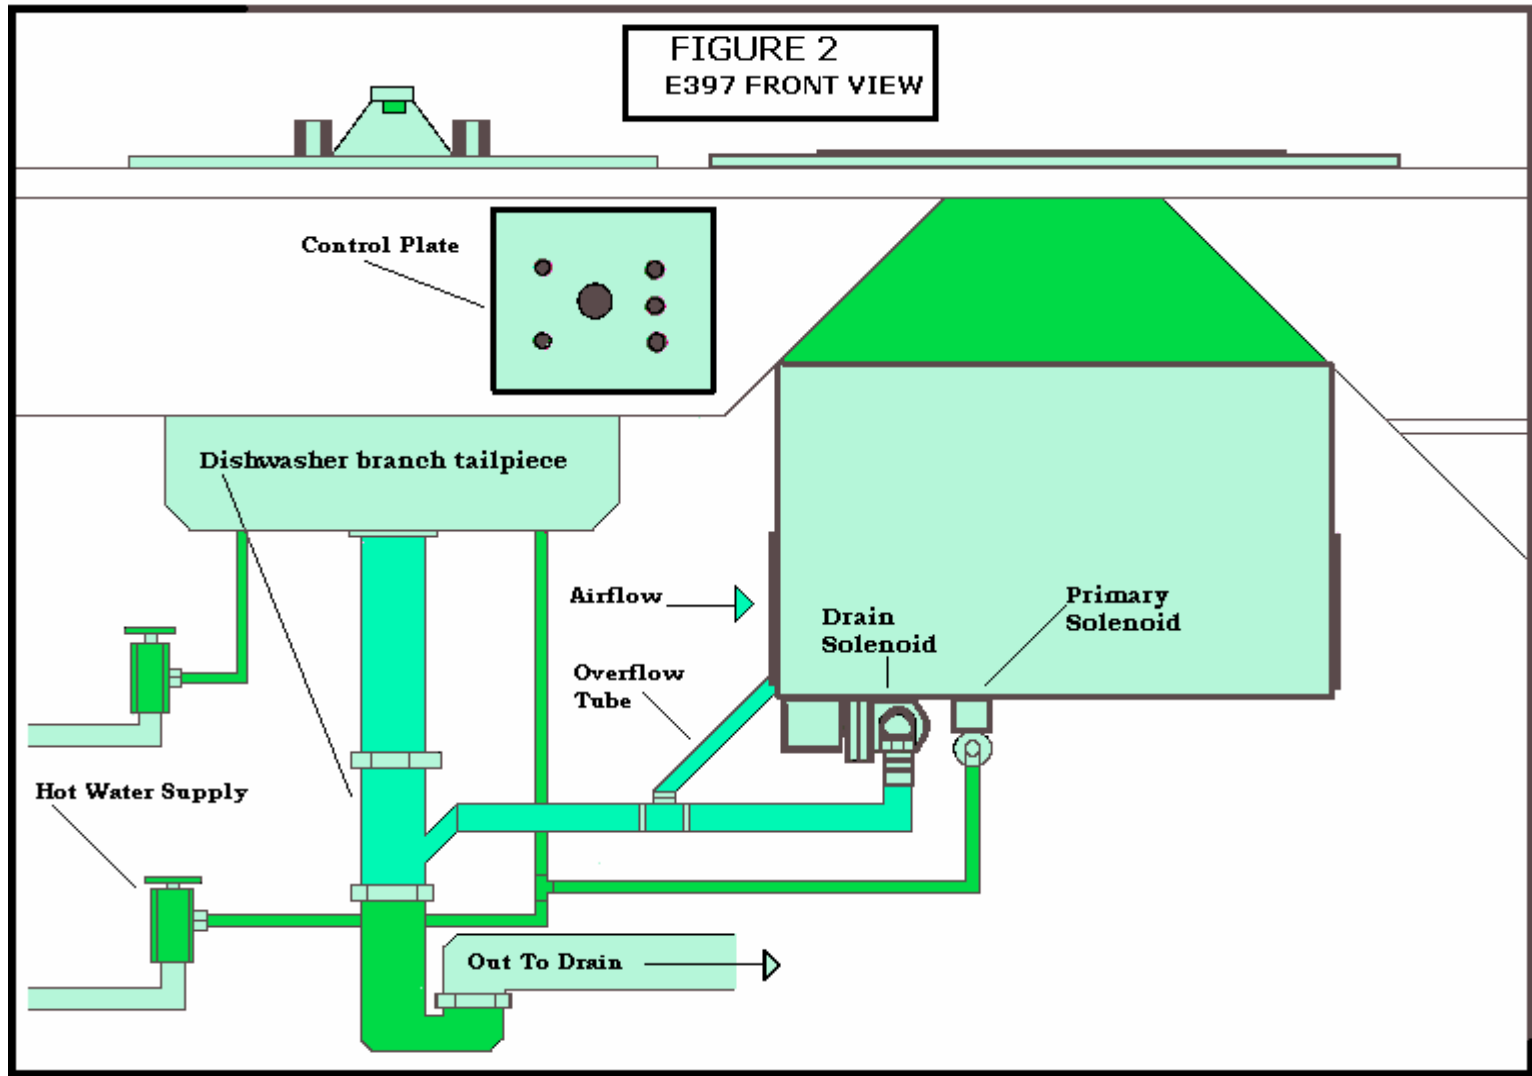 FIGURE 2
E397 FRONT VIEW
Control Plate
Dishwasher branch tailpiece
Airflow
Primary
Solenoid
Drain
Solenoid
Overflow
Tube
Hot Water Supply
Out To Drain